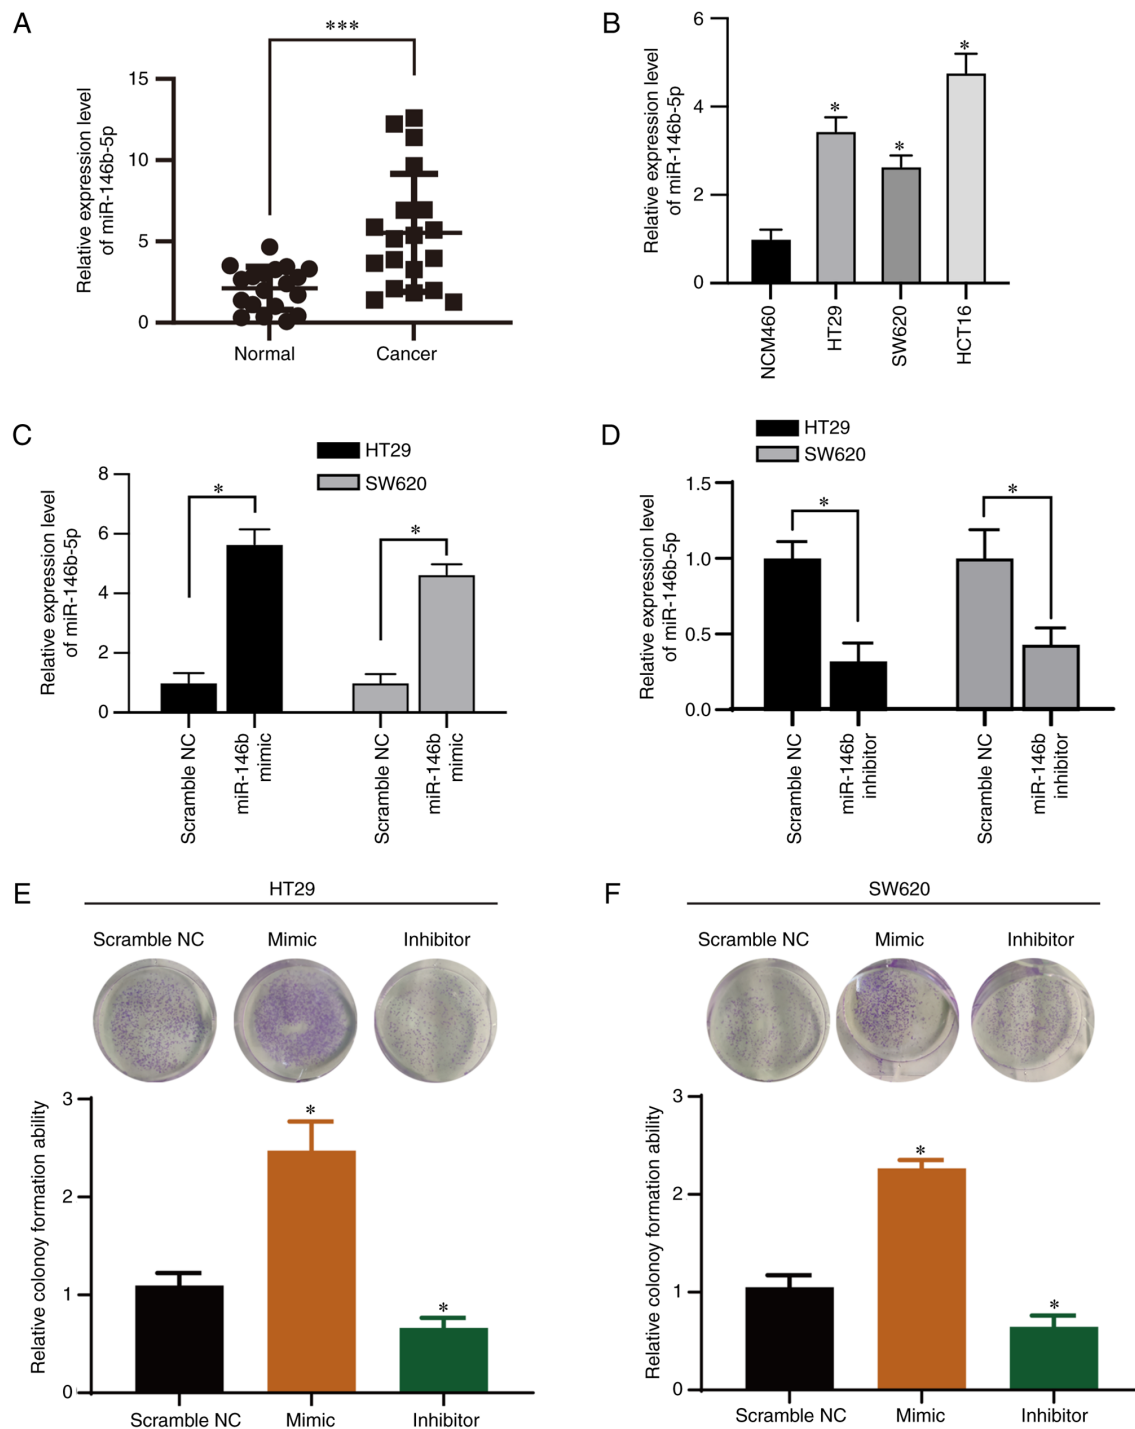 A
***
Relative expression level
of miR-146b-5p
15
10
5
0
Normal
Cancer
B
Relative expression level
of miR-146b-5p
6
4
2
0
*
*
*
NCM460
HT29
SW620
HCT16
C
HT29
SW620
Relative expression level
of miR-146b-5p
8
6
4
2
0
*
*
Scramble NC
miR-146b
mimic
Scramble NC
miR-146b
mimic
D
HT29
SW620
Relative expression level
of miR-146b-5p
1.5
1.0
0.5
0.0
*
*
Scramble NC
miR-146b
inhibitor
Scramble NC
miR-146b
inhibitor
E
HT29
Scramble NC
Mimic
Inhibitor
Relative colonoy formation ability
3
2
1
0
*
*
Scramble NC
Mimic
Inhibitor
F
SW620
Scramble NC
Mimic
Inhibitor
Relative colonoy formation ability
3
2
1
0
*
*
Scramble NC
Mimic
Inhibitor